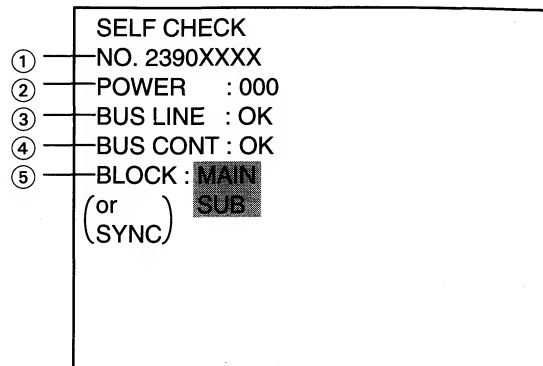 SELF CHECK
① NO. 2390XXXX
② POWER : 000
③ BUS LINE : OK
④ BUS CONT : OK
⑤ BLOCK : MAIN
(or SUB
SYNC)